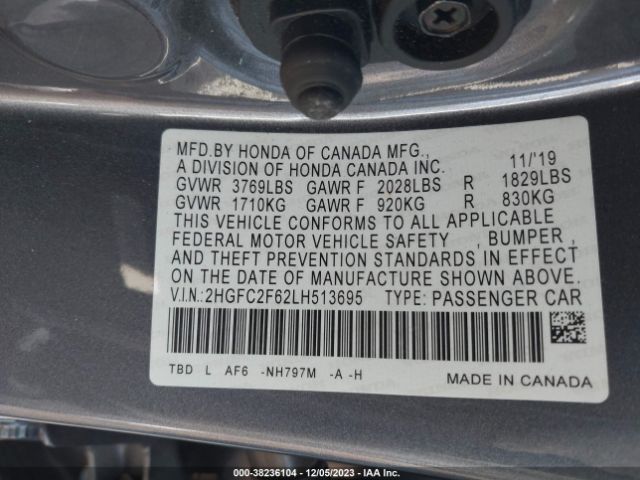 MFD.BY HONDA OF CANADA MFG.,
A DIVISION OF HONDA CANADA INC. 11/'19
GVWR 3769LBS GAWR F 2028LBS R 1829LBS
GVWR 1710KG GAWR F 920KG R 830KG
THIS VEHICLE CONFORMS TO ALL APPLICABLE
FEDERAL MOTOR VEHICLE SAFETY , BUMPER ,
AND THEFT PREVENTION STANDARDS IN EFFECT
ON THE DATE OF MANUFACTURE SHOWN ABOVE.
V.I.N.:2HGFC2F62LH513695 TYPE: PASSENGER CAR
TBD L AF6 -NH797M -A -H
MADE IN CANADA
000-38236104 - 12/05/2023 - IAA Inc.